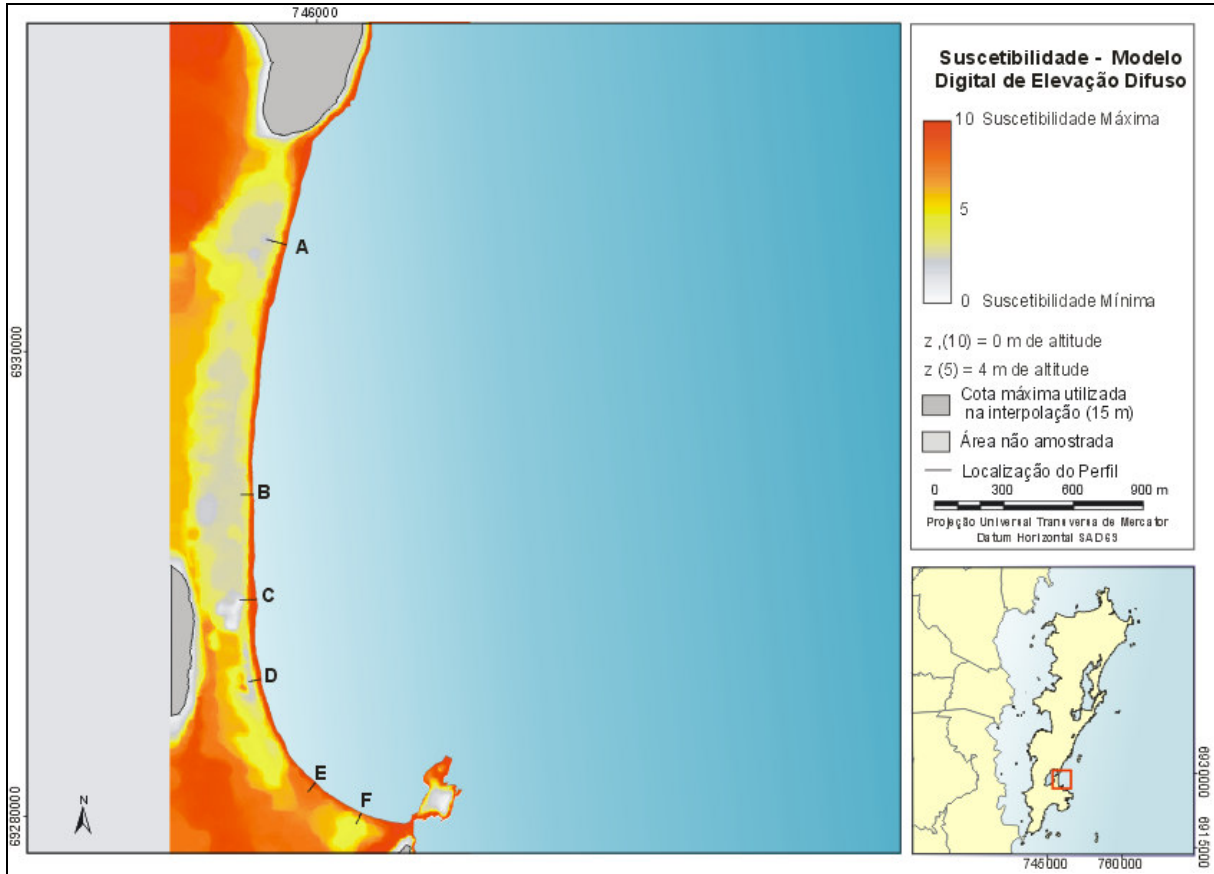 746000
Suscetibilidade - Modelo
Digital de Elevação Difuso
10 Suscetibilidade Máxima
5
0 Suscetibilidade Mínima
z ,(10) = 0 m de altitude
z (5) = 4 m de altitude
Cota máxima utilizada
na interpolação (15 m)
Área não amostrada
Localização do Perfil
0 300 600 900 m
Projeção Universal Transversa de Mercator
Datum Horizontal SAD69
A
6930000
B
C
D
E
F
N
69280000
6930000
6915000
745000 760000